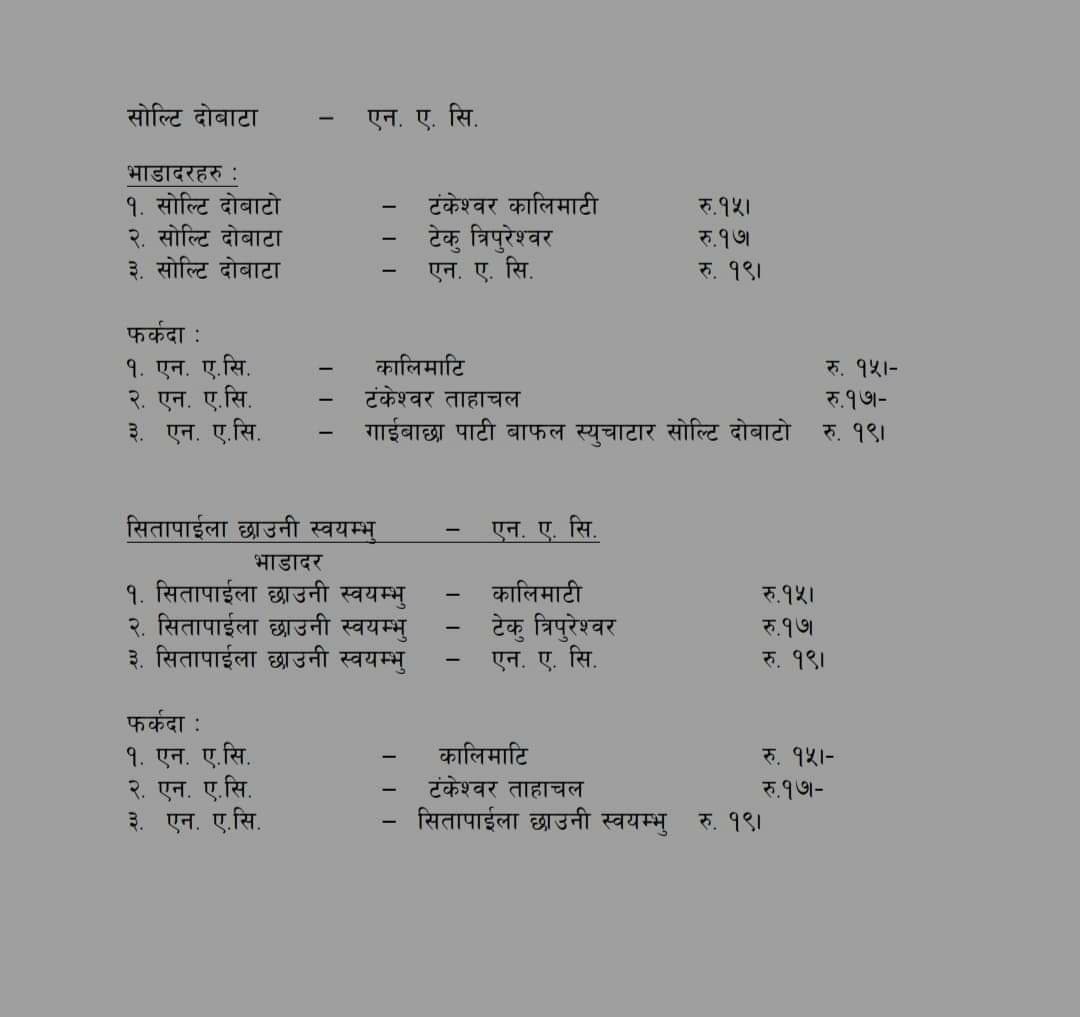 सोल्टि दोबाटा – एन. ए. सि.
भाडादरहरु :
१. सोल्टि दोबाटो – टंकेश्वर कालिमाटी रु.१५।
२. सोल्टि दोबाटा – टेकु त्रिपुरेश्वर रु.१७।
३. सोल्टि दोबाटा – एन. ए. सि. रु. १९।
फर्कदा :
१. एन. ए.सि. – कालिमाटि रु. १५।-
२. एन. ए.सि. – टंकेश्वर ताहाचल रु.१७।-
३. एन. ए.सि. – गाईबाछा पाटी बाफल स्युचाटार सोल्टि दोबाटो रु. १९।
सितापाईला छाउनी स्वयम्भु – एन. ए. सि.
भाडादर
१. सितापाईला छाउनी स्वयम्भु – कालिमाटी रु.१५।
२. सितापाईला छाउनी स्वयम्भु – टेकु त्रिपुरेश्वर रु.१७।
३. सितापाईला छाउनी स्वयम्भु – एन. ए. सि. रु. १९।
फर्कदा :
१. एन. ए.सि. – कालिमाटि रु. १५।-
२. एन. ए.सि. – टंकेश्वर ताहाचल रु.१७।-
३. एन. ए.सि. – सितापाईला छाउनी स्वयम्भु रु. १९।